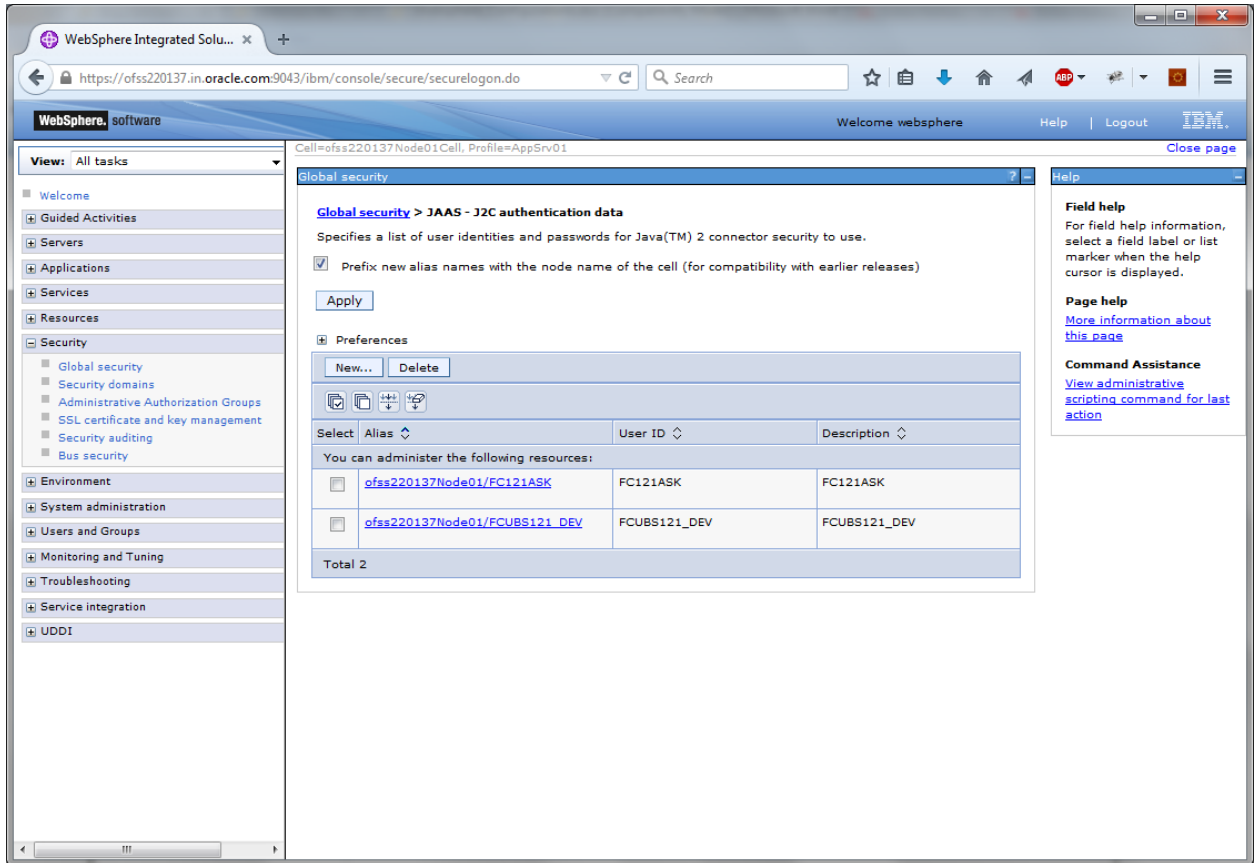 WebSphere Integrated Solu...
https://ofss220137.in.oracle.com:9043/ibm/console/secure/securelogon.do
Search
ABP
WebSphere. software
Welcome websphere
Help | Logout
IBM.
View: All tasks
Cell=ofss220137Node01Cell, Profile=AppSrv01
Close page
Welcome
Guided Activities
Servers
Applications
Services
Resources
Security
Global security
Security domains
Administrative Authorization Groups
SSL certificate and key management
Security auditing
Bus security
Environment
System administration
Users and Groups
Monitoring and Tuning
Troubleshooting
Service integration
UDDI
Global security
Global security > JAAS - J2C authentication data
Specifies a list of user identities and passwords for Java(TM) 2 connector security to use.
Prefix new alias names with the node name of the cell (for compatibility with earlier releases)
Apply
Preferences
New... Delete
Select Alias User ID Description
You can administer the following resources:
ofss220137Node01/FC121ASK FC121ASK FC121ASK
ofss220137Node01/FCUBS121_DEV FCUBS121_DEV FCUBS121_DEV
Total 2
Help
Field help
For field help information,
select a field label or list
marker when the help
cursor is displayed.
Page help
More information about
this page
Command Assistance
View administrative
scripting command for last
action